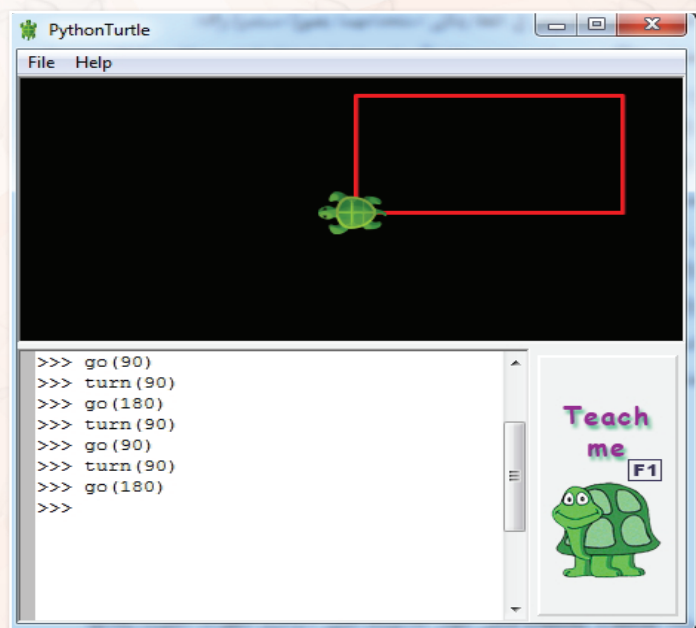 PythonTurtle
File Help
>>> go(90)
>>> turn(90)
>>> go(180)
>>> turn(90)
>>> go(90)
>>> turn(90)
>>> go(180)
>>>
Teach
me
F1